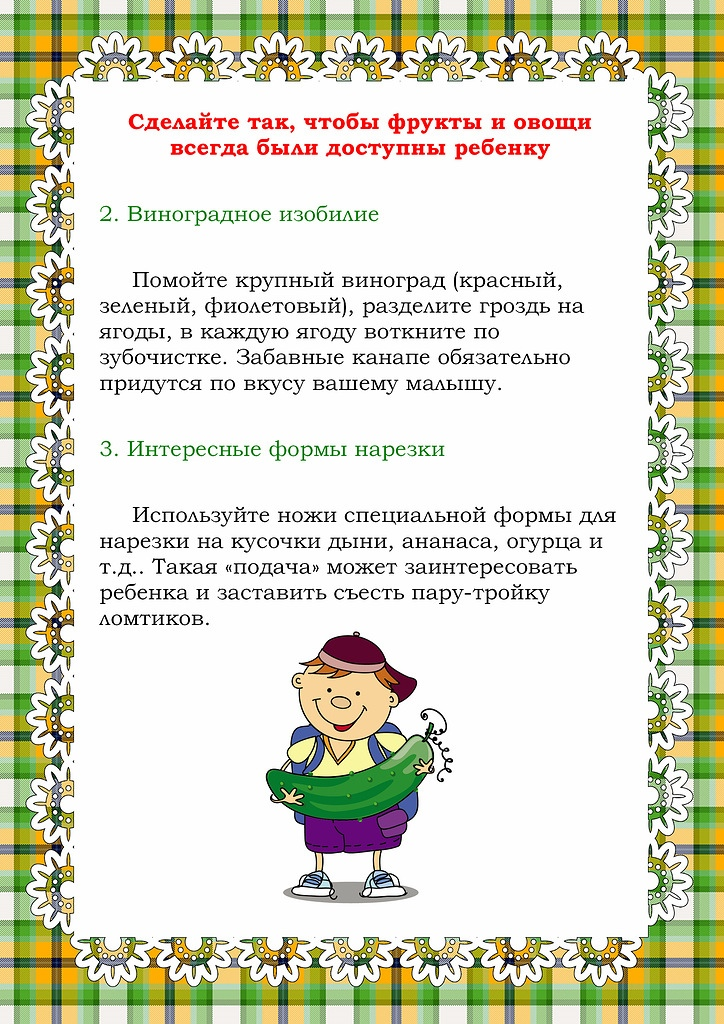 Сделайте так, чтобы фрукты и овощи
всегда были доступны ребенку
2. Виноградное изобилие
Помойте крупный виноград (красный,
зеленый, фиолетовый), разделите гроздь на
ягоды, в каждую ягоду воткните по
зубочистке. Забавные канапе обязательно
придутся по вкусу вашему малышу.
3. Интересные формы нарезки
Используйте ножи специальной формы для
нарезки на кусочки дыни, ананаса, огурца и
т.д.. Такая «подача» может заинтересовать
ребенка и заставить съесть пару-тройку
ломтиков.